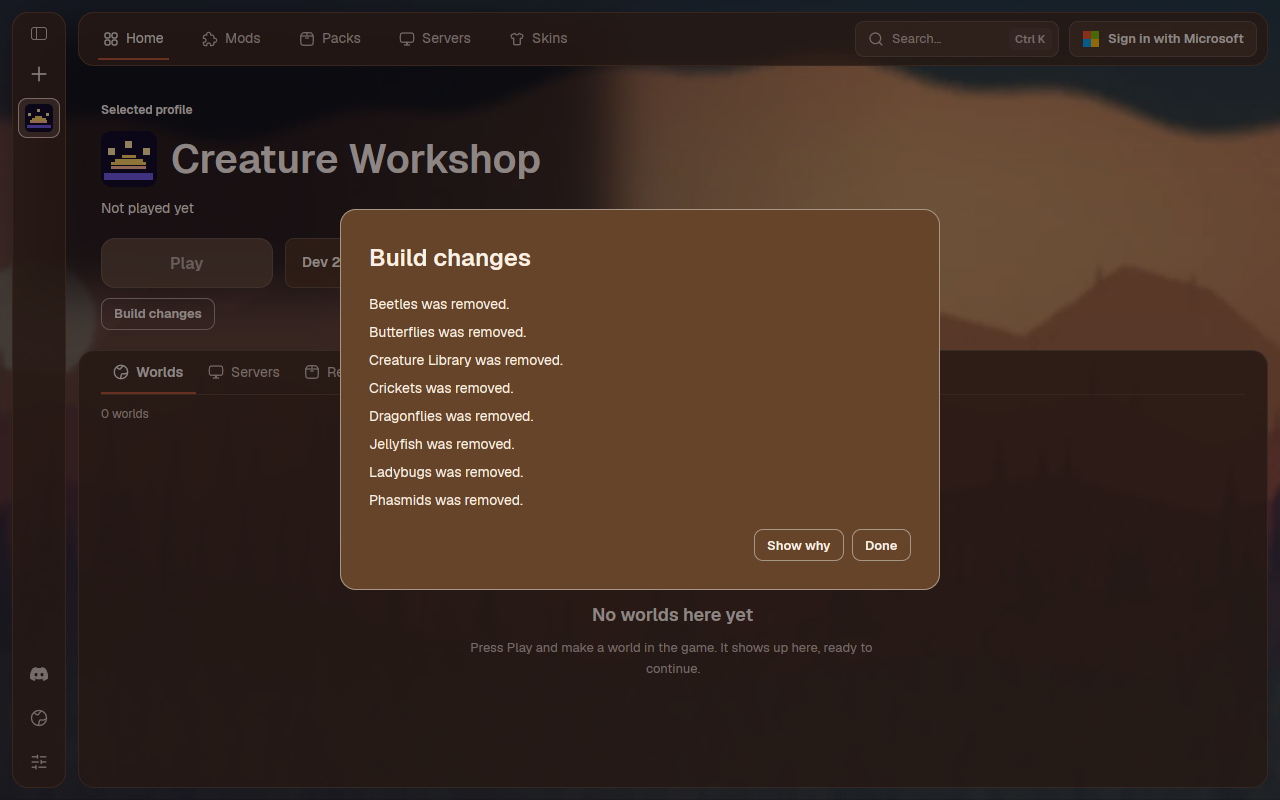 Home
Mods
Packs
Servers
Skins
Search...
Ctrl K
Sign in with Microsoft
Selected profile
Creature Workshop
Not played yet
Play
Dev 2
Build changes
Worlds
Servers
Re
0 worlds
Build changes
Beetles was removed.
Butterflies was removed.
Creature Library was removed.
Crickets was removed.
Dragonflies was removed.
Jellyfish was removed.
Ladybugs was removed.
Phasmids was removed.
Show why
Done
No worlds here yet
Press Play and make a world in the game. It shows up here, ready to
continue.